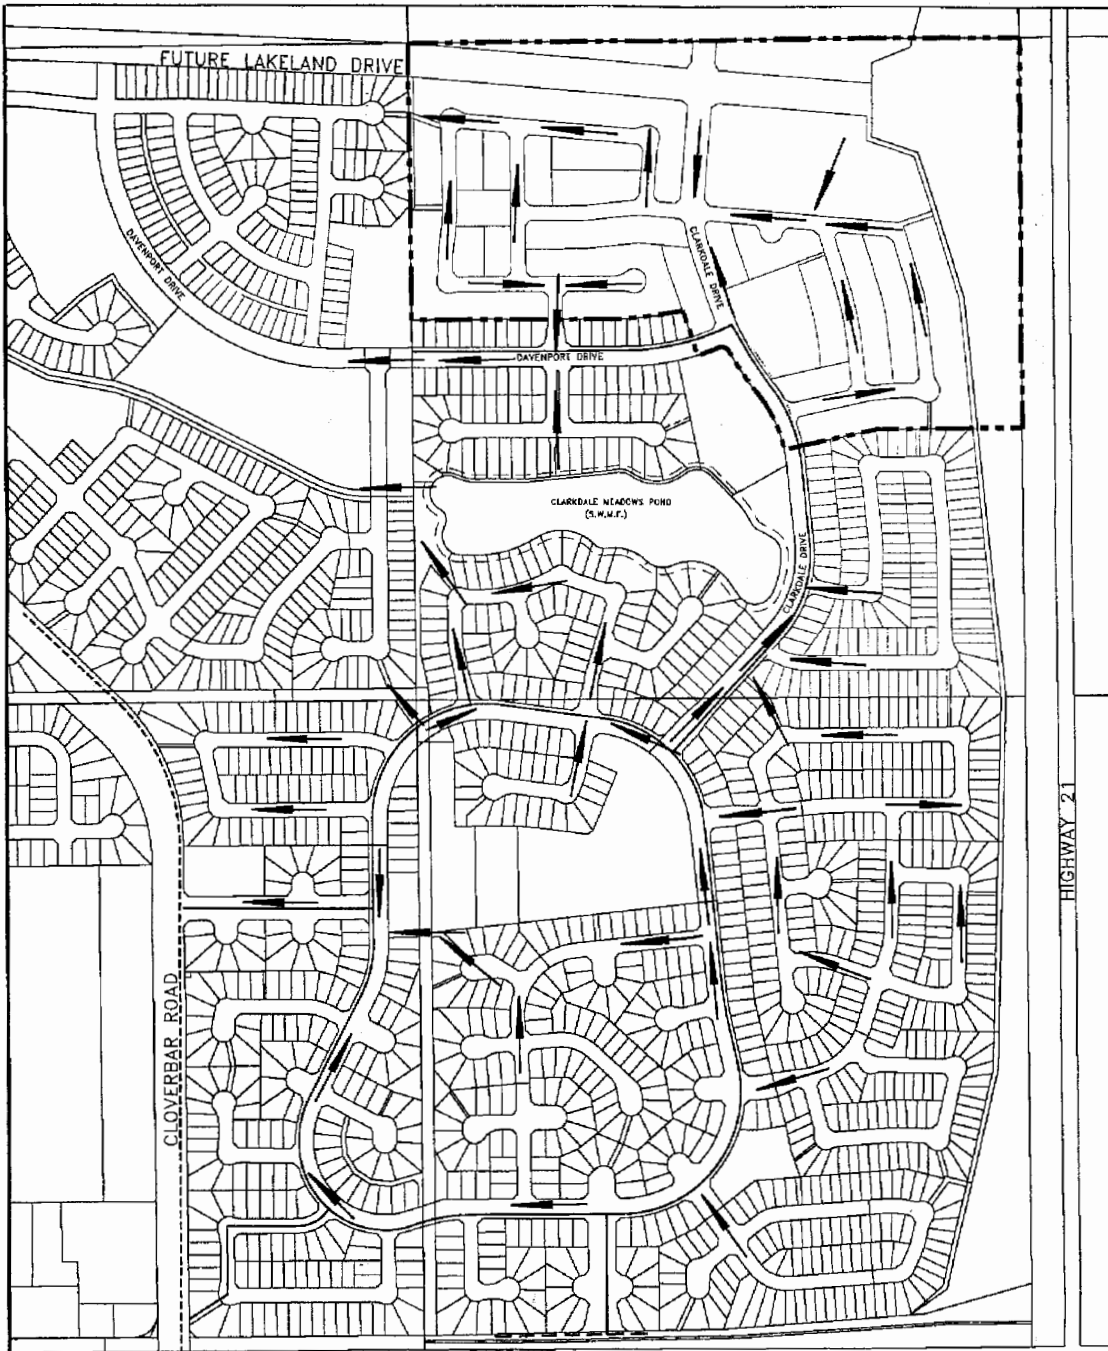 FUTURE LAKELAND DRIVE
DAVENPORT DRIVE
CLARKDALE DRIVE
DAVENPORT DRIVE
CLARKDALE MEADOWS POND
(S.W.M.F.)
CLARKDALE DRIVE
HIGHWAY 21
CLOVERBAR ROAD